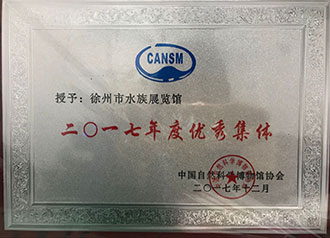 CANSM
授予：徐州市水族展览馆
二〇一七年度优秀集体
中国自然科学博物馆协会
二〇一七年十二月